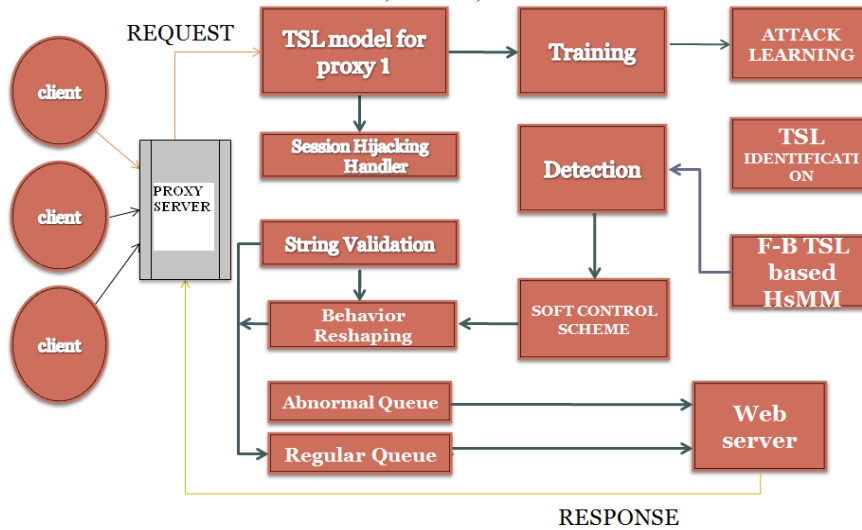 REQUEST
TSL model for
proxy 1
Training
ATTACK
LEARNING
client
Session Hijacking
Handler
Detection
TSL
IDENTIFICATI
ON
PROXY
SERVER
client
String Validation
F-B TSL
based
HsMM
Behavior
Reshaping
SOFT CONTROL
SCHEME
client
Abnormal Queue
Web
server
Regular Queue
RESPONSE